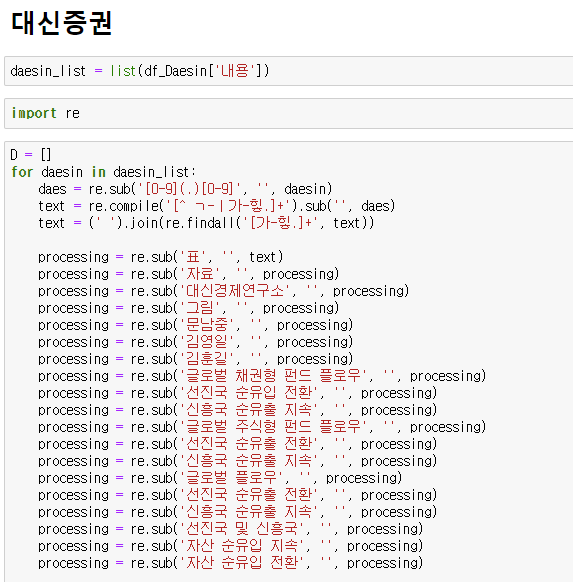 대신증권
daesin_list = list(df_Daesin['내용'])
import re
D = []
for daesin in daesin_list:
    daes = re.sub('[0-9](.)[0-9]', '', daesin)
    text = re.compile('[^ ㄱ-ㅣ가-힣.]+').sub('', daes)
    text = (' ').join(re.findall('[가-힣.]+', text))
    processing = re.sub('표', '', text)
    processing = re.sub('자료', '', processing)
    processing = re.sub('대신경제연구소', '', processing)
    processing = re.sub('그림', '', processing)
    processing = re.sub('문남중', '', processing)
    processing = re.sub('김영일', '', processing)
    processing = re.sub('김훈길', '', processing)
    processing = re.sub('글로벌 채권형 펀드 플로우', '', processing)
    processing = re.sub('선진국 순유입 전환', '', processing)
    processing = re.sub('신흥국 순유출 지속', '', processing)
    processing = re.sub('글로벌 주식형 펀드 플로우', '', processing)
    processing = re.sub('선진국 순유출 전환', '', processing)
    processing = re.sub('신흥국 순유출 지속', '', processing)
    processing = re.sub('글로벌 플로우', '', processing)
    processing = re.sub('선진국 순유출 전환', '', processing)
    processing = re.sub('신흥국 순유출 지속', '', processing)
    processing = re.sub('선진국 및 신흥국', '', processing)
    processing = re.sub('자산 순유입 지속', '', processing)
    processing = re.sub('자산 순유입 전환', '', processing)